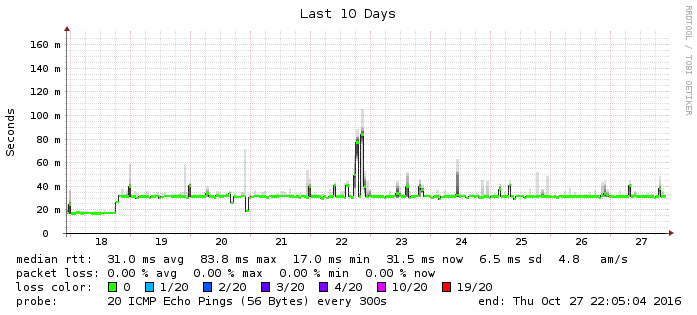 Last 10 Days
RRDTOOL / TOBI OETIKER
Seconds
160 m
140 m
120 m
100 m
80 m
60 m
40 m
20 m
0
18 19 20 21 22 23 24 25 26 27
median rtt: 31.0 ms avg 83.8 ms max 17.0 ms min 31.5 ms now 6.5 ms sd 4.8 am/s
packet loss: 0.00 % avg 0.00 % max 0.00 % min 0.00 % now
loss color: 0 1/20 2/20 3/20 4/20 10/20 19/20
probe: 20 ICMP Echo Pings (56 Bytes) every 300s end: Thu Oct 27 22:05:04 2016